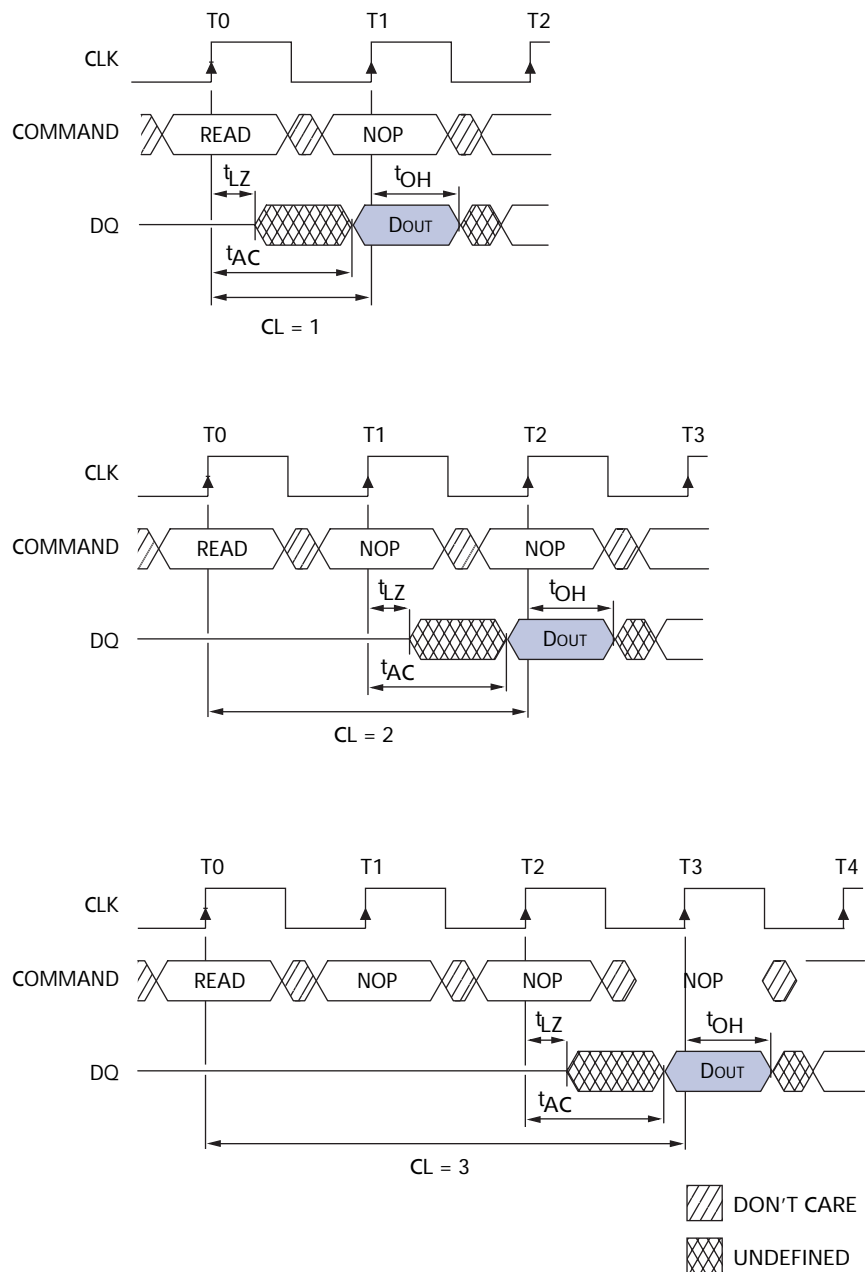 T0 T1 T2
CLK
COMMAND READ NOP
tLZ tOH
DQ DOUT
tAC
CL = 1
T0 T1 T2 T3
CLK
COMMAND READ NOP NOP
tLZ tOH
DQ DOUT
tAC
CL = 2
T0 T1 T2 T3 T4
CLK
COMMAND READ NOP NOP NOP
tLZ tOH
DQ DOUT
tAC
CL = 3
DON'T CARE
UNDEFINED